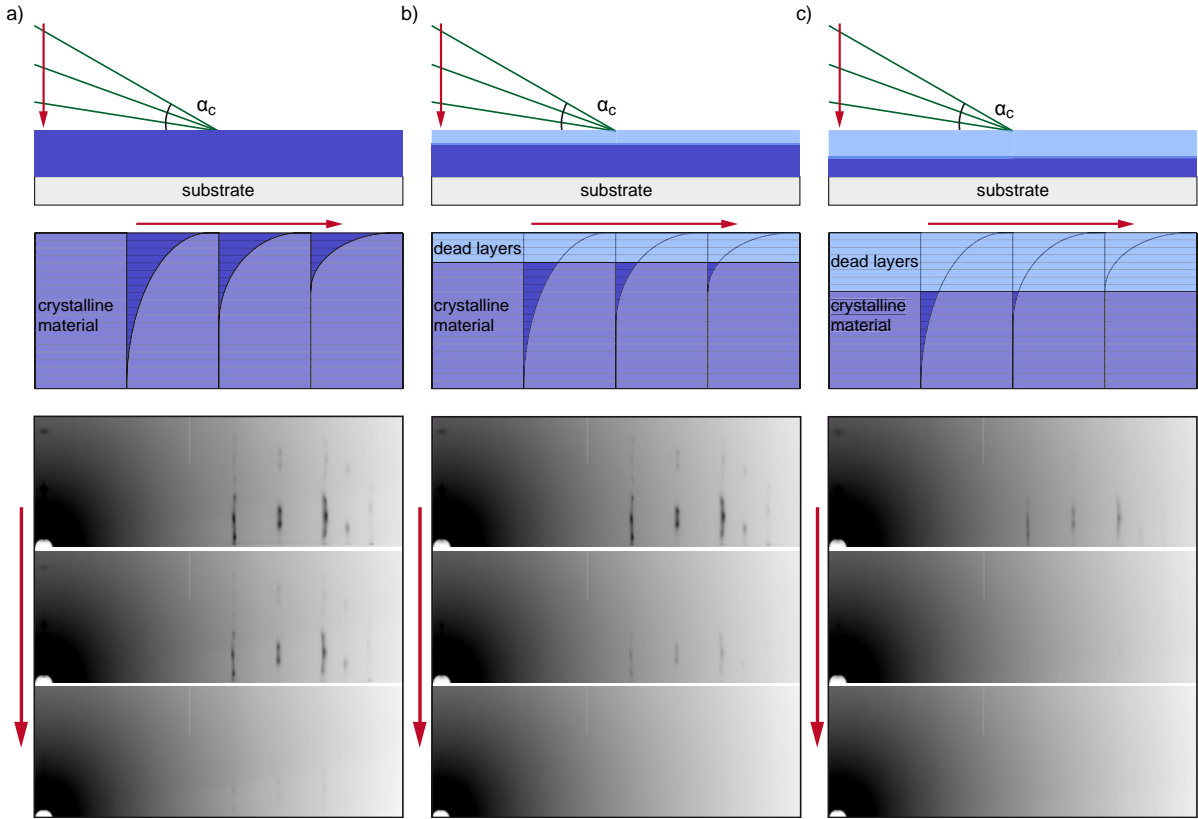 a)
b)
c)
αc
αc
αc
substrate
substrate
substrate
crystalline
material
dead layers
crystalline
material
dead layers
crystalline
material